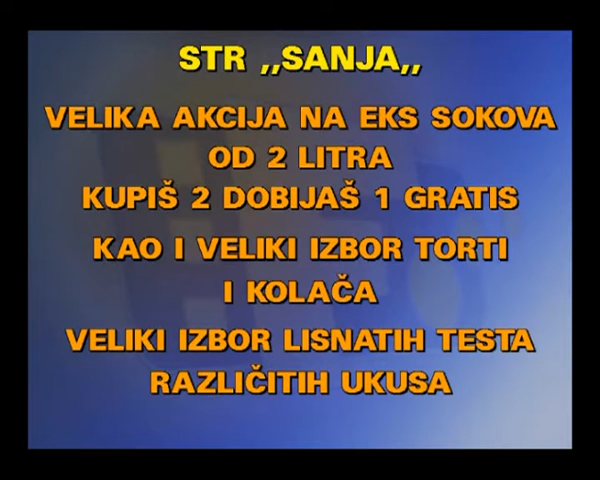 STR ,,SANJA,,
VELIKA AKCIJA NA EKS SOKOVA
OD 2 LITRA
KUPIŠ 2 DOBIJAŠ 1 GRATIS
KAO I VELIKI IZBOR TORTI
I KOLAČA
VELIKI IZBOR LISNATIH TESTA
RAZLIČITIH UKUSA